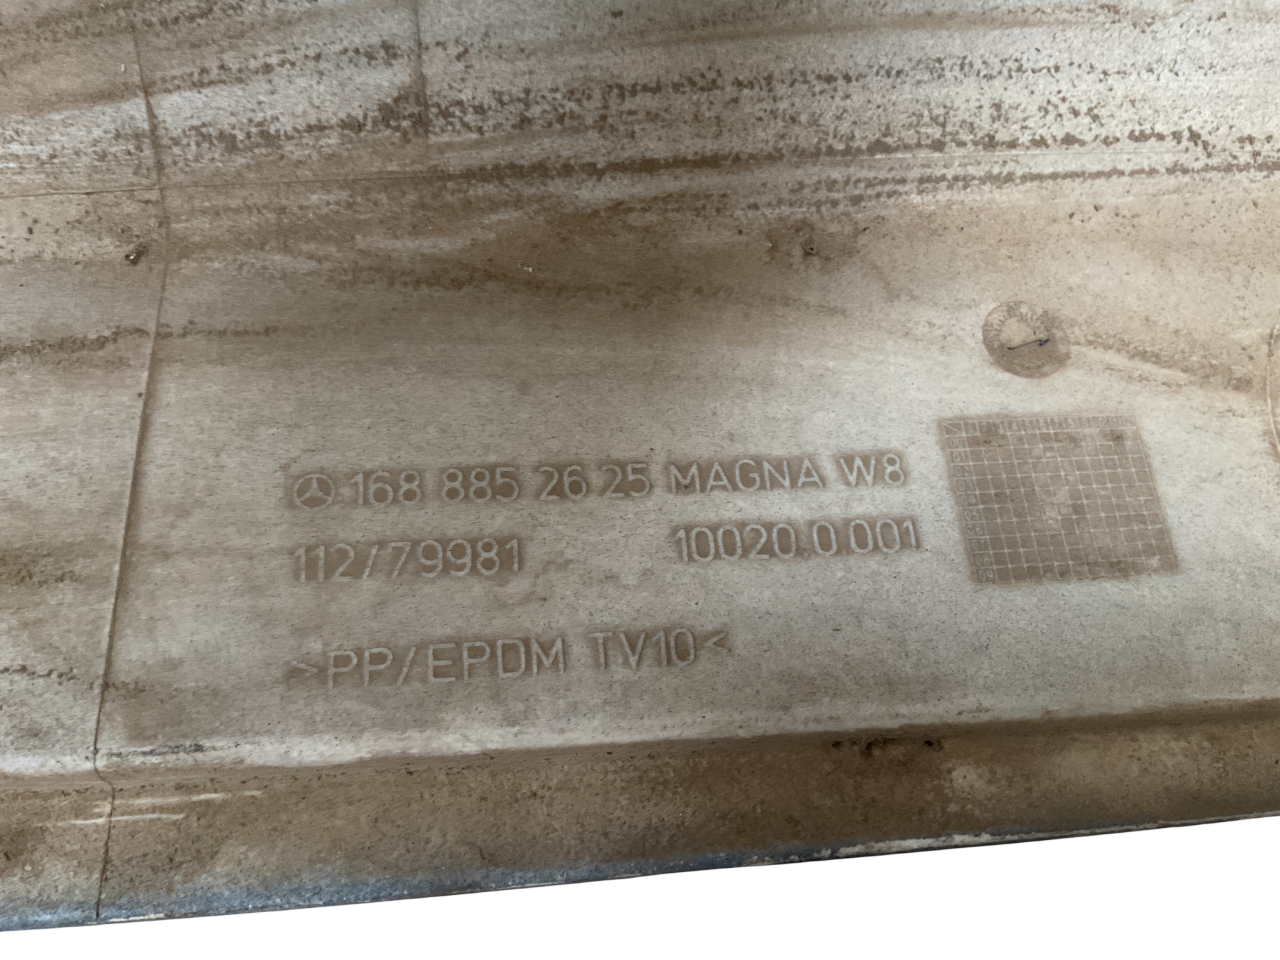 168 885 26 25 MAGNA W8
112/79981 10020.0.001
>PP/EPDM TV10<